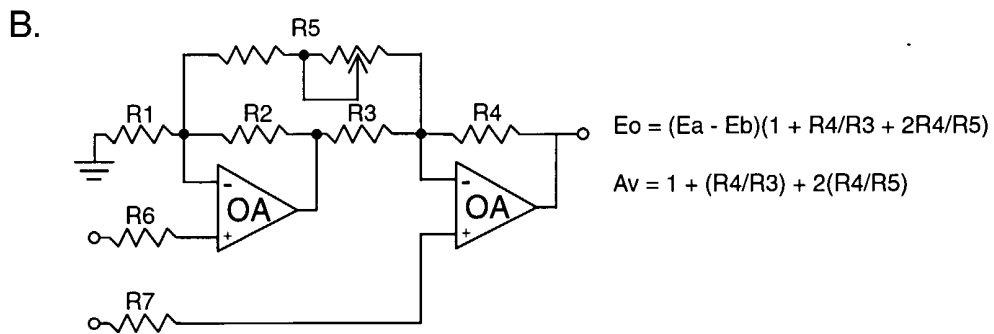 B.
R5
R1
R2
R3
R4
Eo = (Ea - Eb)(1 + R4/R3 + 2R4/R5)
Av = 1 + (R4/R3) + 2(R4/R5)
-
OA
+
-
OA
+
R6
R7